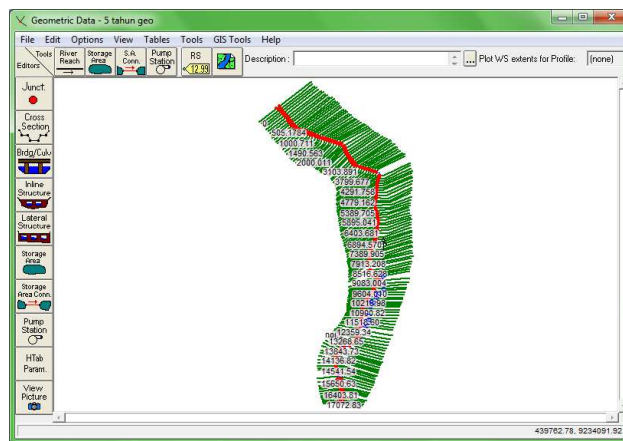 Geometric Data - 5 tahun geo
File Edit Options View Tables Tools GIS Tools Help
Tools
Editors
River
Reach
Storage
Area
S.A.
Conn.
Pump
Station
RS
12.99
Description :
...
Plot WS extents for Profile:
(none)
Junct.
Cross
Section
Brdg/Culv
Inline
Structure
Lateral
Structure
Storage
Area
Storage
Area Conn.
Pump
Station
HTab
Param.
View
Picture
0
505.1784
1000.711
1490.563
2000.011
3103.891
3799.677
4291.758
4779.162
5389.705
5895.041
6403.681
6894.570
7389.905
7913.208
8516.628
9083.004
10900.82
12359.34
13268.65
13843.73
14136.82
14541.54
15650.63
16403.81
17072.83
439762.78, 9234091.92